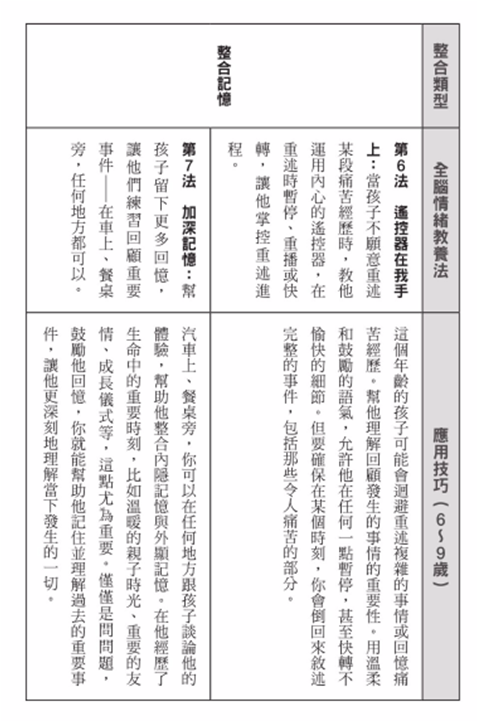 整合類型
全腦情緒教養法
應用技巧(6～9歲)
整合記憶
第6法　遙控器在我手
上：當孩子不願意重述
某段痛苦經歷時，教他
運用內心的遙控器，在
重述時暫停、重播或快
轉，讓他掌控重述進
程。
這個年齡的孩子可能會迴避重述複雜的事情或回憶痛
苦經歷。幫他理解回顧發生的事情的重要性。用溫柔
和鼓勵的語氣，允許他在任何一點暫停，甚至快轉不
愉快的細節。但要確保在某個時刻，你會倒回來敘述
完整的事件，包括那些令人痛苦的部分。
第7法　加深記憶：幫
孩子留下更多回憶，
讓他們練習回顧重要
事件——在車上、餐桌
旁，任何地方都可以。
汽車上、餐桌旁，你可以在任何地方跟孩子談論他的
體驗，幫助他整合內隱記憶與外顯記憶。在他經歷了
生命中的重要時刻，比如溫暖的親子時光、重要的友
情、成長儀式等，這點尤為重要。僅僅是問問題，
鼓勵他回憶，你就能幫助他記住並理解過去的重要事
件，讓他更深刻地理解當下發生的一切。